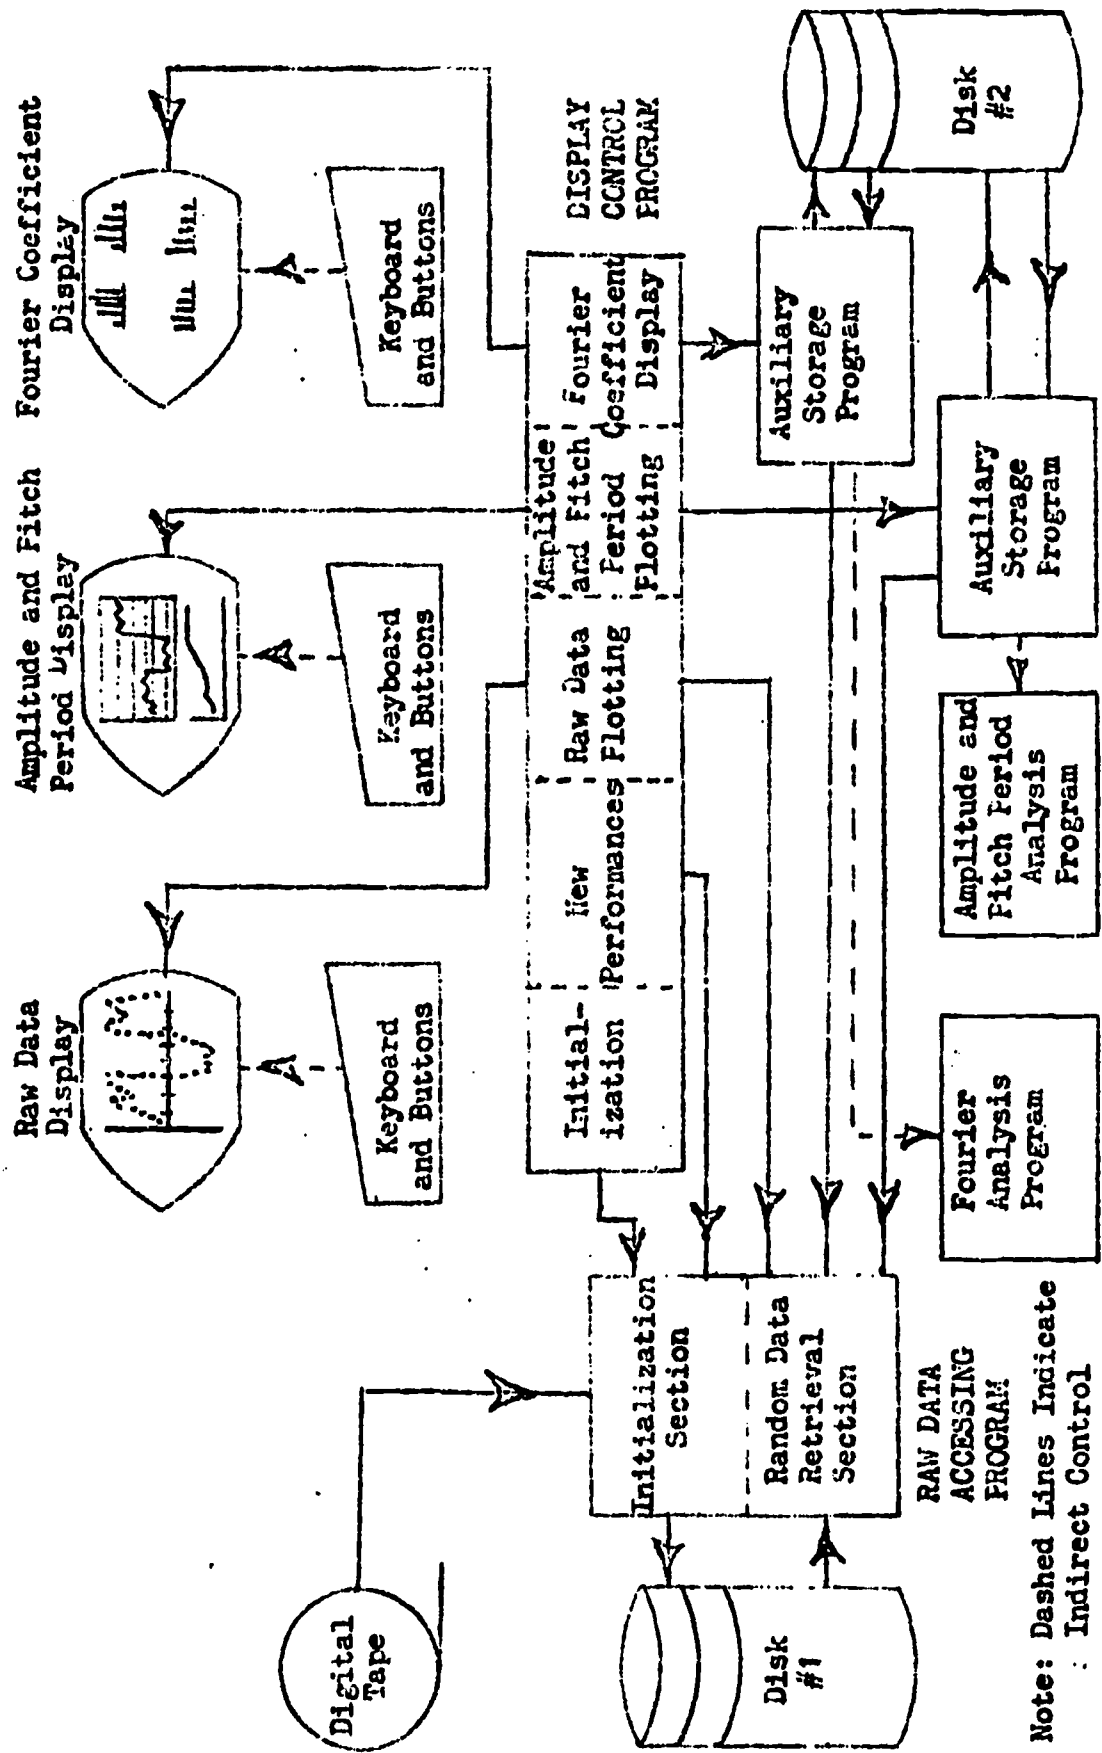 Raw Data
Display
Amplitude and Pitch
Period Display
Fourier Coefficient
Display
Keyboard
and Buttons
Keyboard
and Buttons
Keyboard
and Buttons
Digital
Tape
Initial-
ization
New
Performances
Raw Data
Plotting
Amplitude
and Pitch
Period
Plotting
Fourier
Coefficient
Display
DISPLAY
CONTROL
PROGRAM
Disk
#1
Initialization
Section
Random Data
Retrieval
Section
RAW DATA
ACCESSING
PROGRAM
Auxiliary
Storage
Program
Disk
#2
Fourier
Analysis
Program
Amplitude and
Pitch Period
Analysis
Program
Auxiliary
Storage
Program
Note: Dashed Lines Indicate
Indirect Control